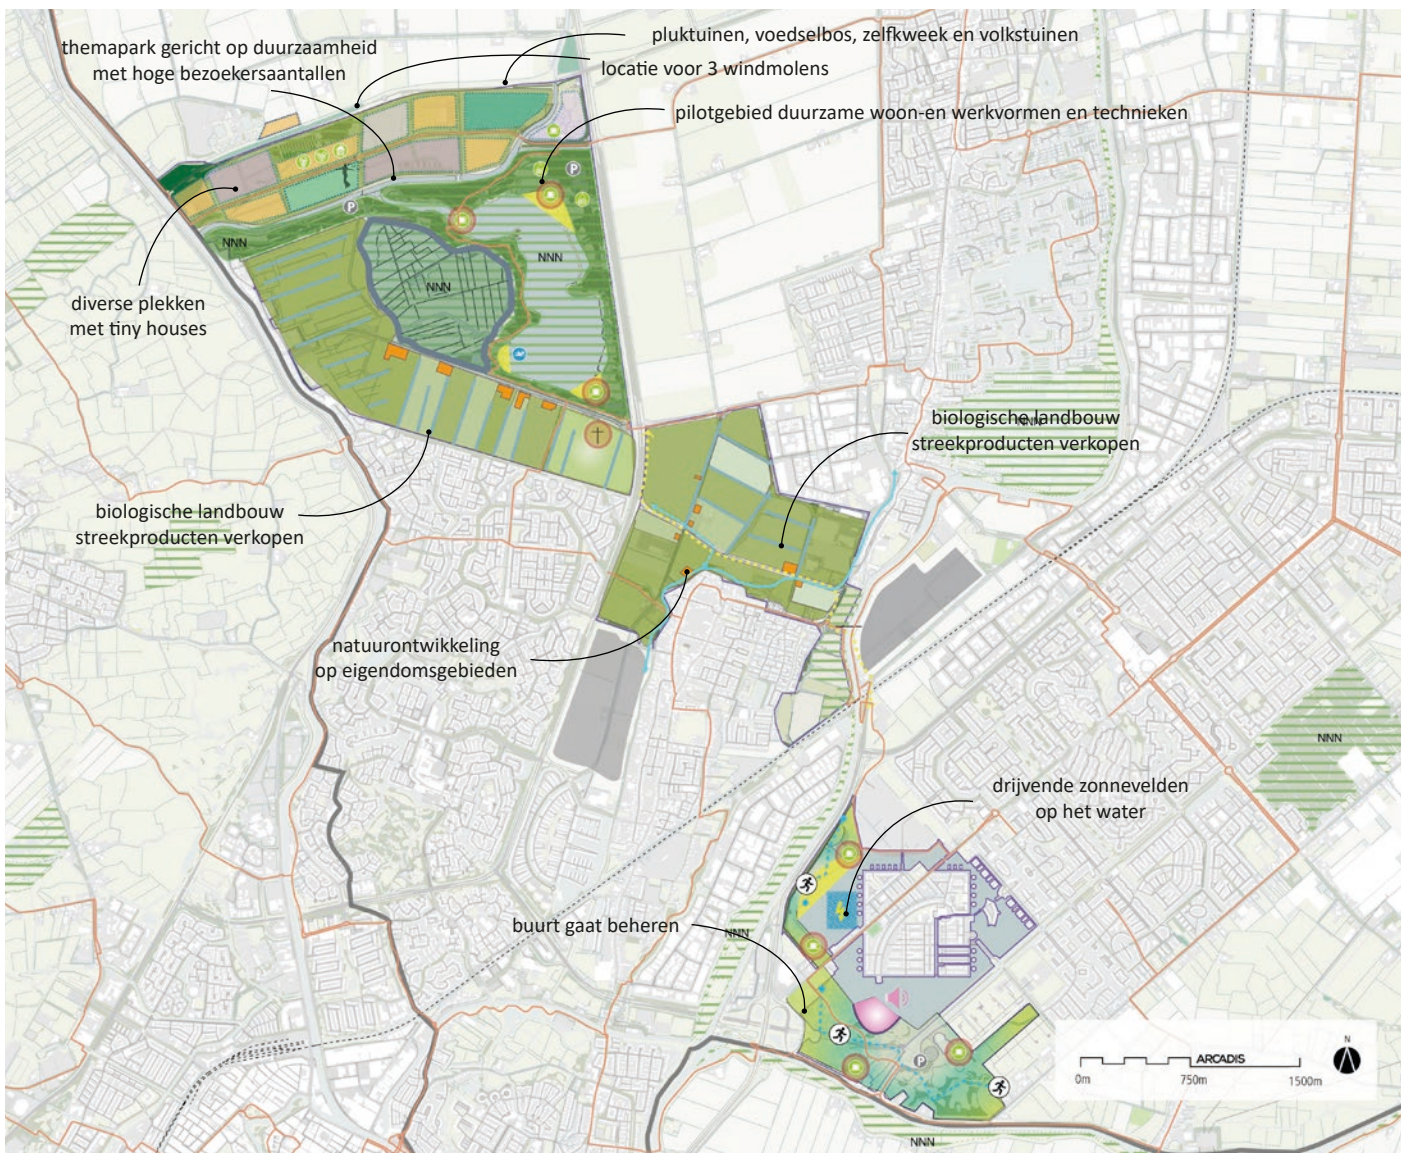 themapark gericht op duurzaamheid
met hoge bezoekersaantallen
pluktuinen, voedselbos, zelfkweek en volkstuinen
locatie voor 3 windmolens
pilotgebied duurzame woon-en werkvormen en technieken
P
P
NNN
NNN
NNN
diverse plekken
met tiny houses
biologische landbouw
streekproducten verkopen
NNN
biologische landbouw
streekproducten verkopen
natuurontwikkeling
op eigendomsgebieden
NNN
drijvende zonnevelden
op het water
buurt gaat beheren
NNN
P
N
ARCADIS
0m
750m
1500m
NNN